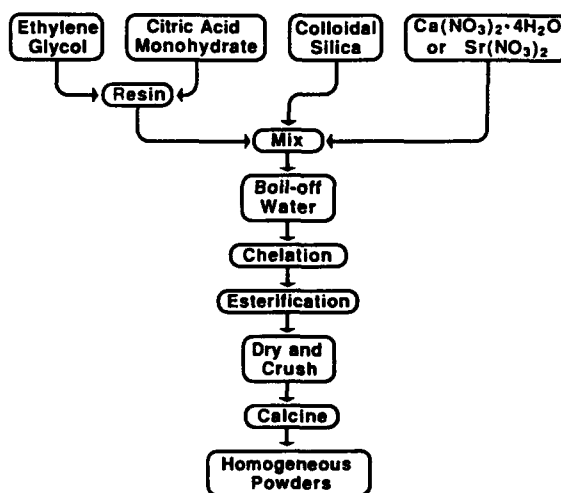 Ethylene
Glycol
Citric Acid
Monohydrate
Colloidal
Silica
Ca(NO₃)₂·4H₂O
or Sr(NO₃)₂
Resin
Mix
Boil-off
Water
Chelation
Esterification
Dry and
Crush
Calcine
Homogeneous
Powders